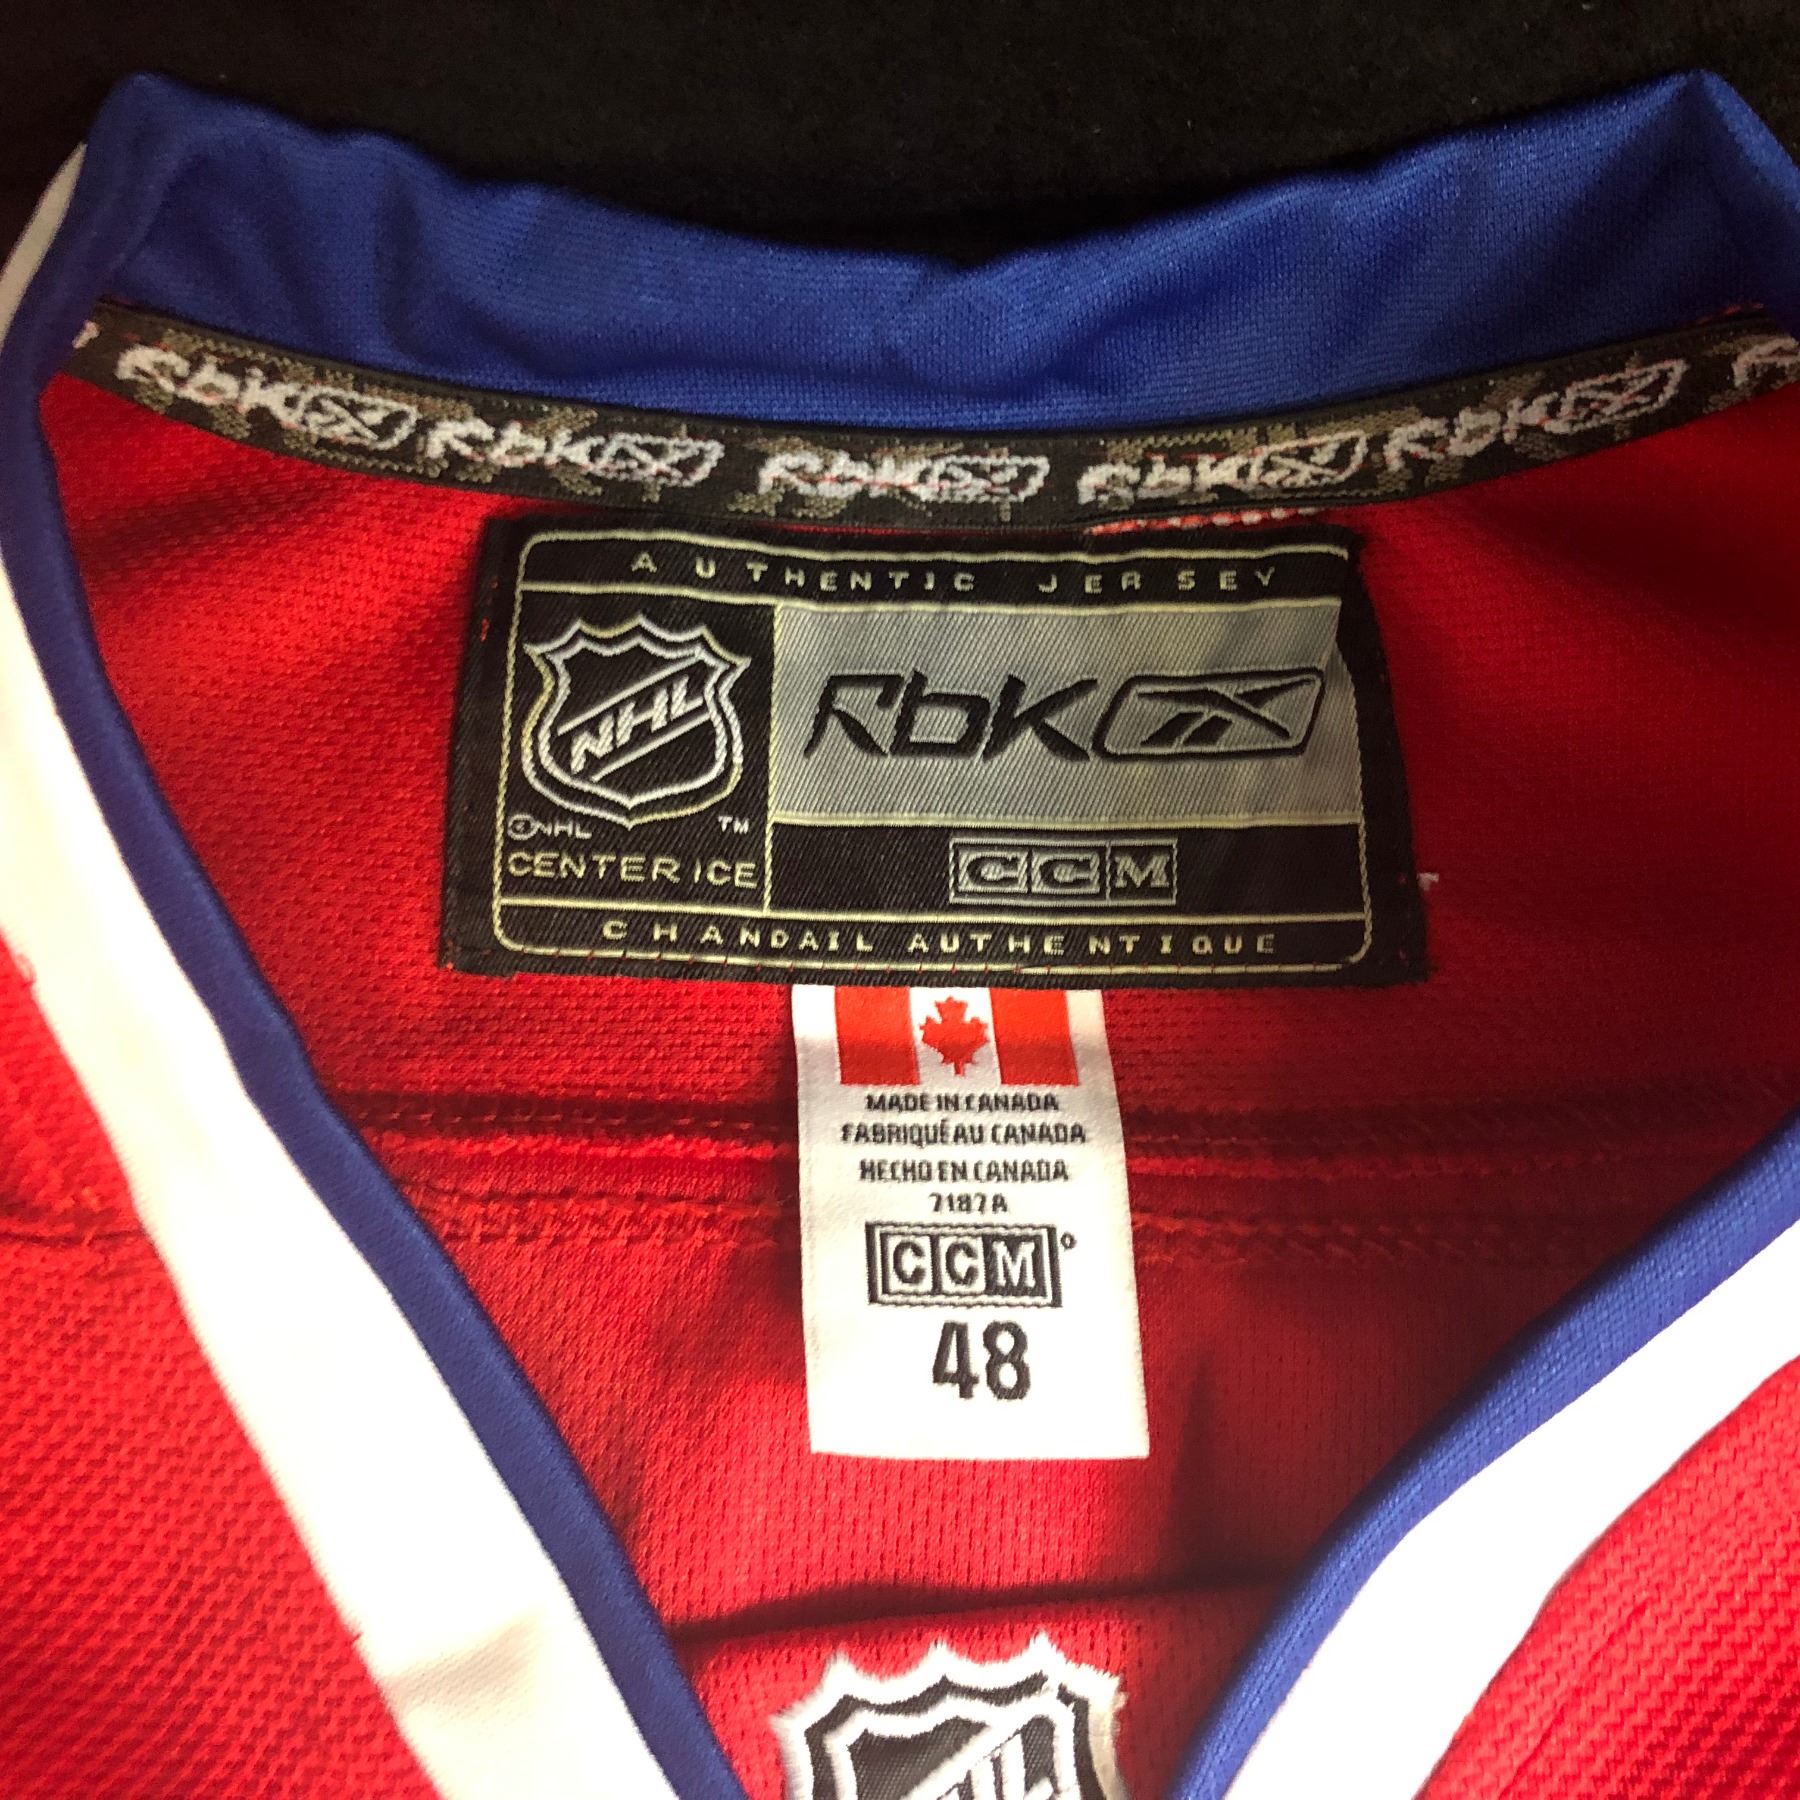 Rbk Rbk Rbk Rbk Rbk
AUTHENTIC JERSEY
NHL
Rbk
©NHL TM
CENTER ICE
CCM
CHANDAIL AUTHENTIQUE
MADE IN CANADA
FABRIQUÉ AU CANADA
HECHO EN CANADA
7187A
CCM
48